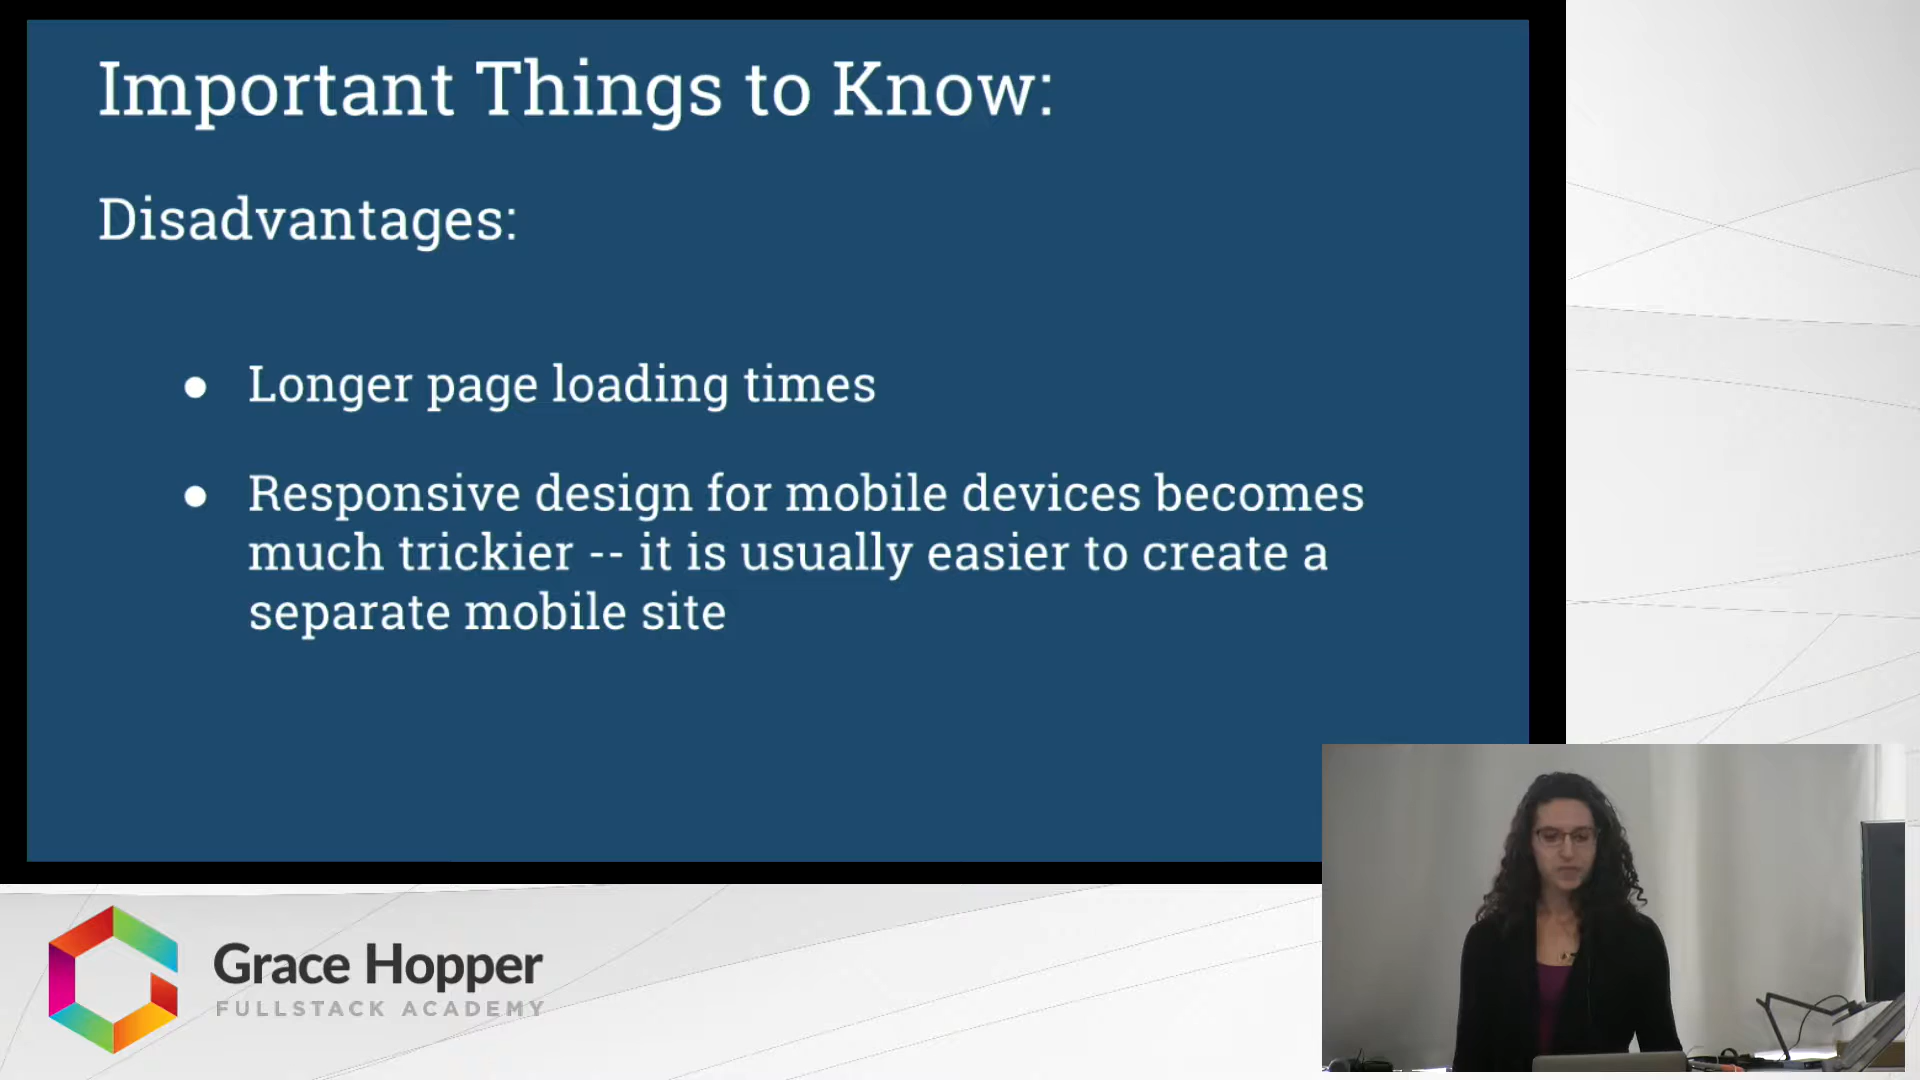 Important Things to Know:
Disadvantages:
● Longer page loading times
● Responsive design for mobile devices becomes
much trickier -- it is usually easier to create a
separate mobile site
Grace Hopper
FULLSTACK ACADEMY